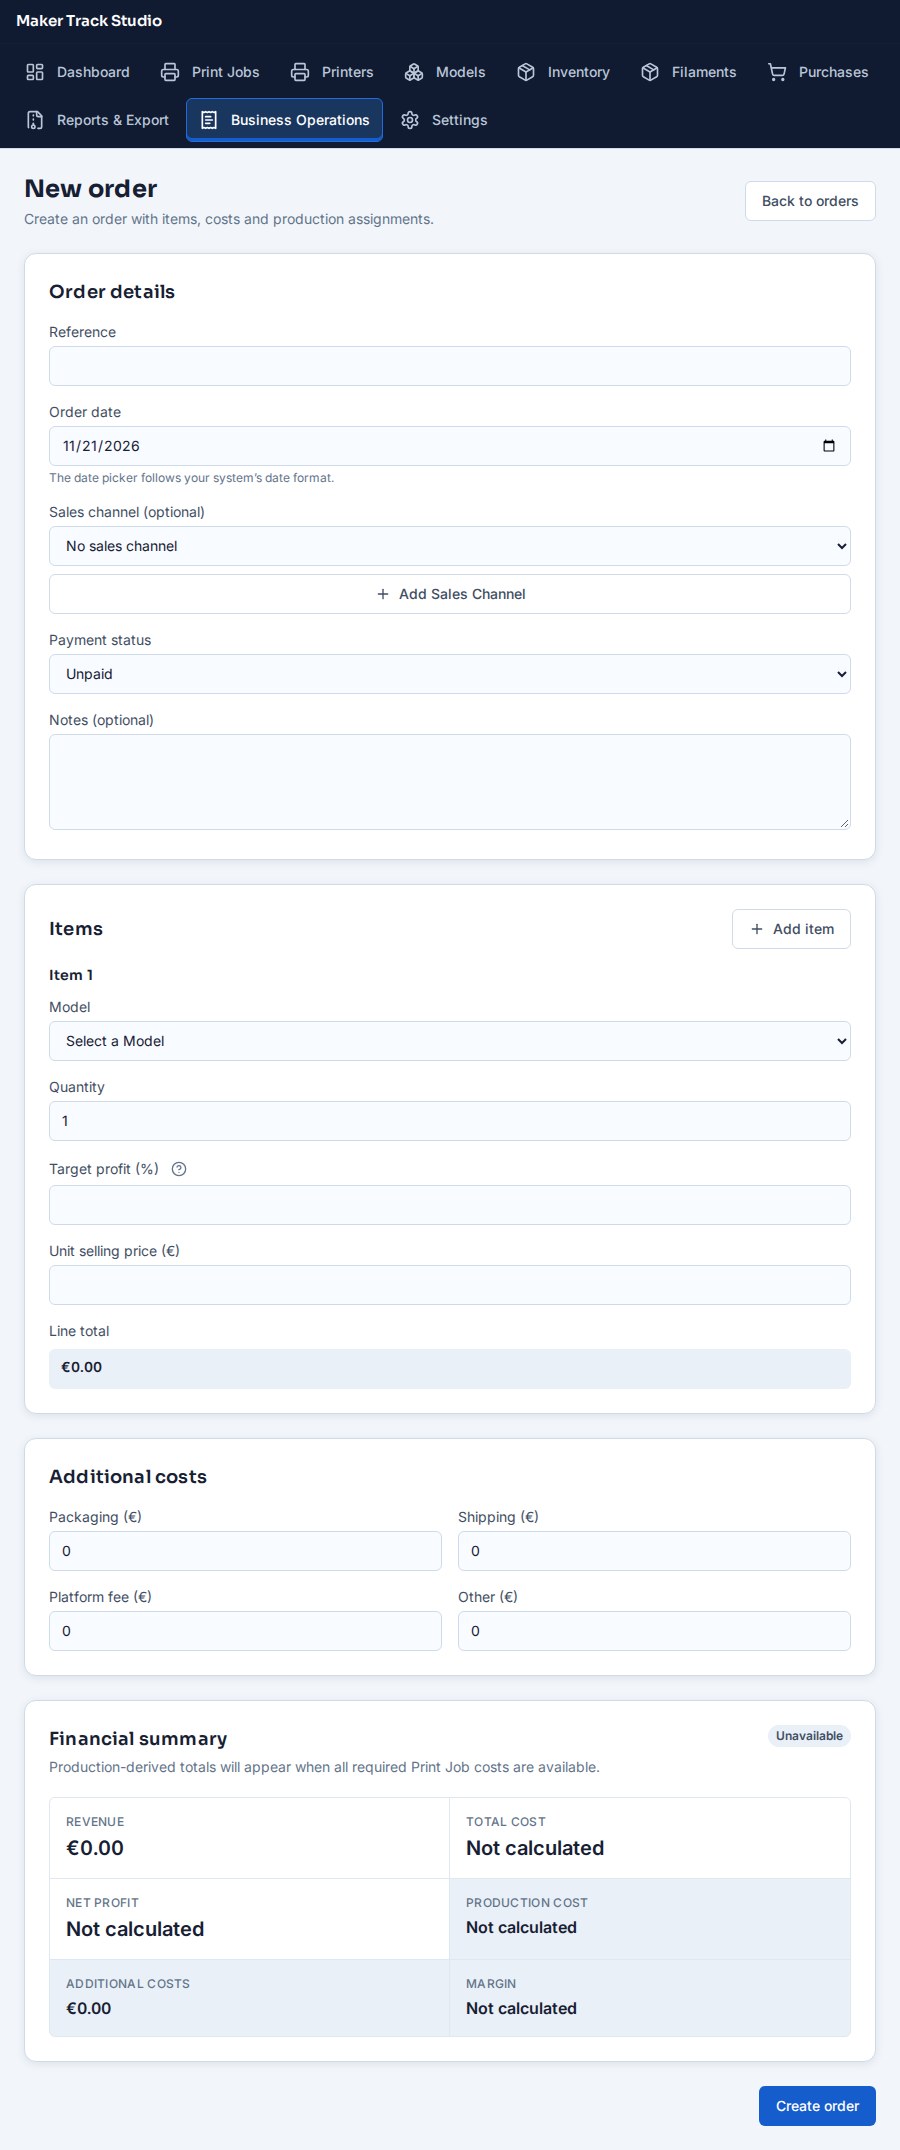 Maker Track Studio
Dashboard
Print Jobs
Printers
Models
Inventory
Filaments
Purchases
Reports & Export
Business Operations
Settings
New order
Create an order with items, costs and production assignments.
Back to orders
Order details
Reference
Order date
11/21/2026
The date picker follows your system's date format.
Sales channel (optional)
No sales channel
Add Sales Channel
Payment status
Unpaid
Notes (optional)
Items
Add item
Item 1
Model
Select a Model
Quantity
1
Target profit (%)
Unit selling price (€)
Line total
€0.00
Additional costs
Packaging (€)
Shipping (€)
0
0
Platform fee (€)
Other (€)
0
0
Financial summary
Unavailable
Production-derived totals will appear when all required Print Job costs are available.
REVENUE
€0.00
TOTAL COST
Not calculated
NET PROFIT
Not calculated
PRODUCTION COST
Not calculated
ADDITIONAL COSTS
€0.00
MARGIN
Not calculated
Create order